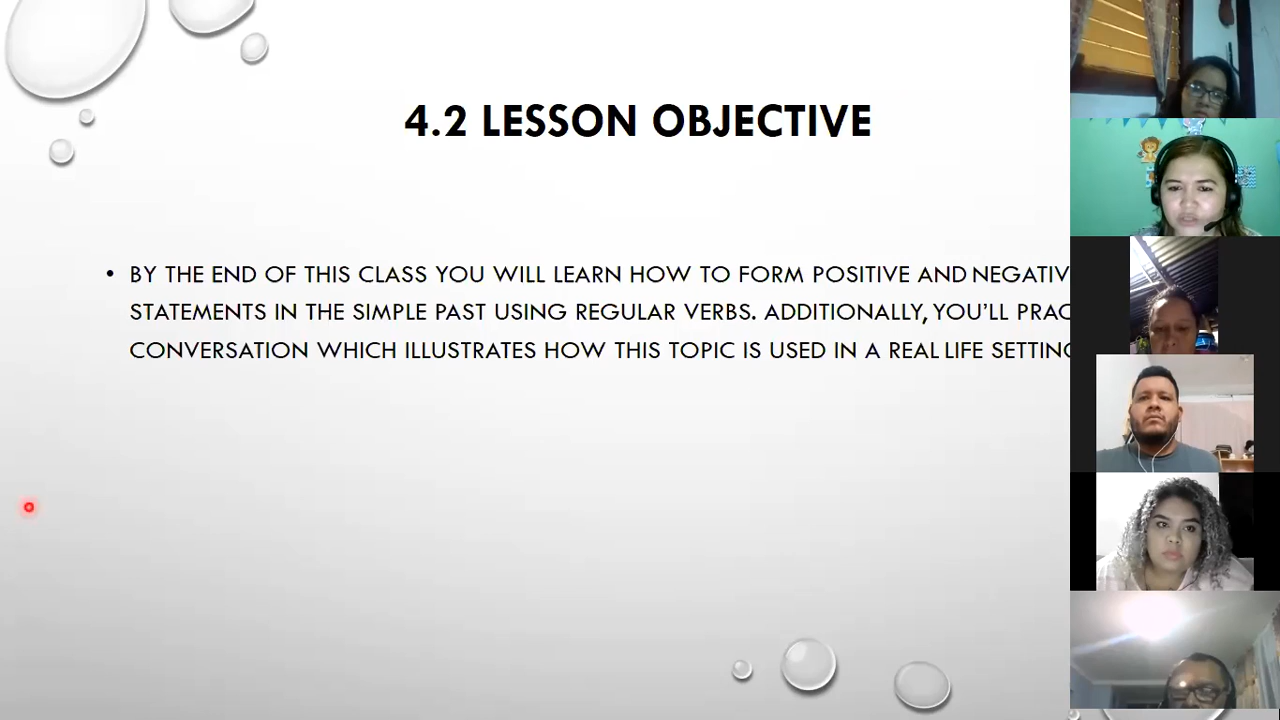 4.2 LESSON OBJECTIVE
• BY THE END OF THIS CLASS YOU WILL LEARN HOW TO FORM POSITIVE AND NEGATIV
STATEMENTS IN THE SIMPLE PAST USING REGULAR VERBS. ADDITIONALLY, YOU'LL PRAC
CONVERSATION WHICH ILLUSTRATES HOW THIS TOPIC IS USED IN A REAL LIFE SETTING